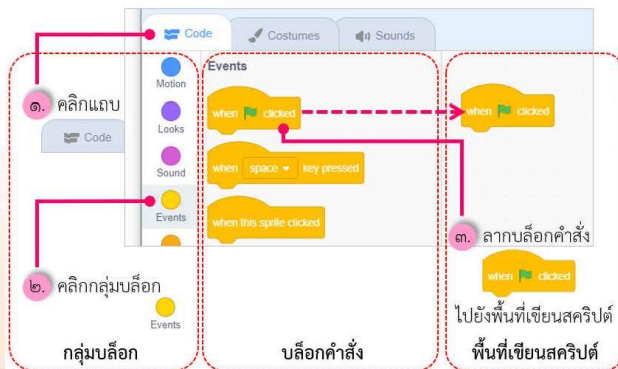 Code
Costumes
Sounds
Motion
Looks
Sound
Events
Events
when clicked
when space key pressed
when this sprite clicked
when clicked
๑. คลิกแถบ
Code
๒. คลิกกลุ่มบล็อก
Events
๓. ลากบล็อกคำสั่ง
when clicked
ไปยังพื้นที่เขียนสคริปต์
กลุ่มบล็อก
บล็อกคำสั่ง
พื้นที่เขียนสคริปต์